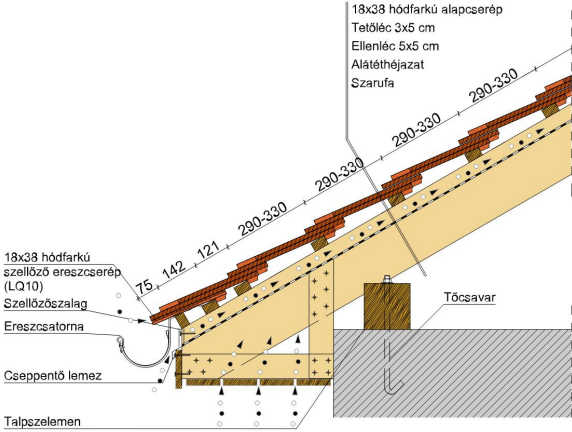 18x38 hódfarkú alapcserép
Tetőléc 3x5 cm
Ellenléc 5x5 cm
Alátéthéjazat
Szarufa
290-330
290-330
290-330
290-330
121
142
75
18x38 hódfarkú
szellőző ereszcserép
(LQ10)
Szellőzőszalag
Ereszcsatorna
Cseppentő lemez
Talpszelemen
Tőcsavar